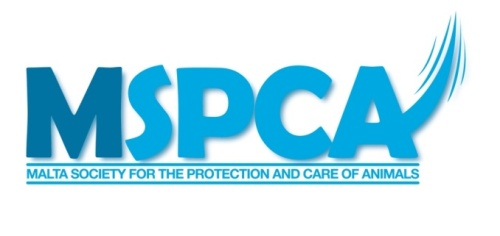 MSPCA
MALTA SOCIETY FOR THE PROTECTION AND CARE OF ANIMALS